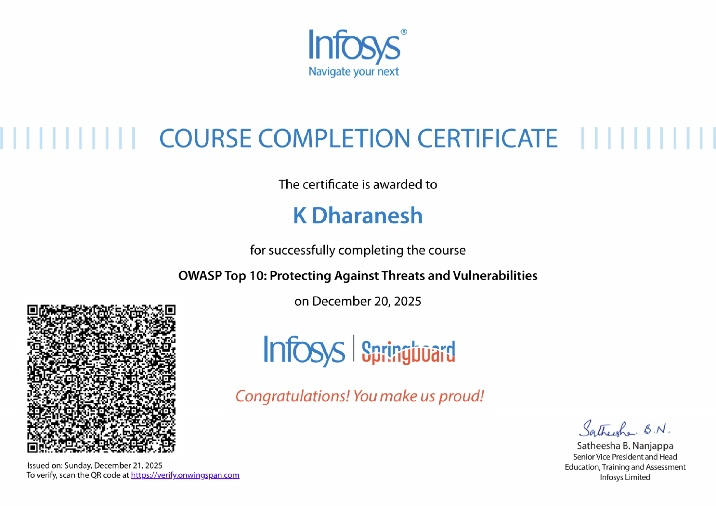 Infosys®
Navigate your next
COURSE COMPLETION CERTIFICATE
The certificate is awarded to
K Dharanesh
for successfully completing the course
OWASP Top 10: Protecting Against Threats and Vulnerabilities
on December 20, 2025
Infosys | Springboard
Congratulations! You make us proud!
Satheesha B.N.
Satheesha B. Nanjappa
Senior Vice President and Head
Education, Training and Assessment
Infosys Limited
Issued on: Sunday, December 21, 2025
To verify, scan the QR code at https://verify.onwingspan.com